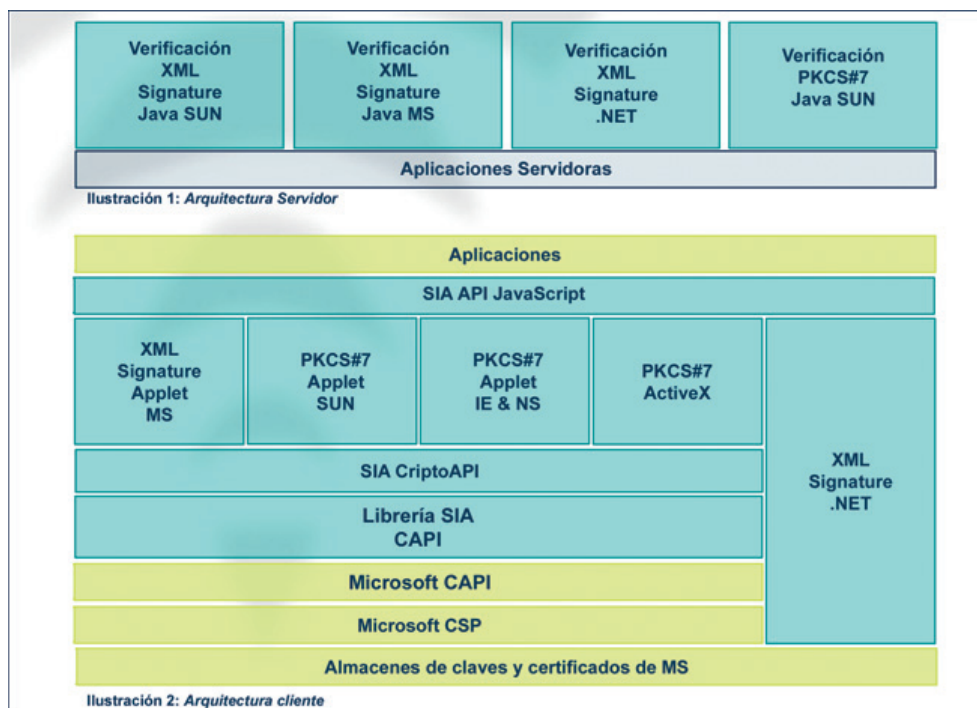 Verificación
XML
Signature
Java SUN
Verificación
XML
Signature
Java MS
Verificación
XML
Signature
.NET
Verificación
PKCS#7
Java SUN
Aplicaciones Servidoras
Ilustración 1: Arquitectura Servidor
Aplicaciones
SIA API JavaScript
XML
Signature
Applet
MS
PKCS#7
Applet
SUN
PKCS#7
Applet
IE & NS
PKCS#7
ActiveX
XML
Signature
.NET
SIA CriptoAPI
Librería SIA
CAPI
Microsoft CAPI
Microsoft CSP
Almacenes de claves y certificados de MS
Ilustración 2: Arquitectura cliente